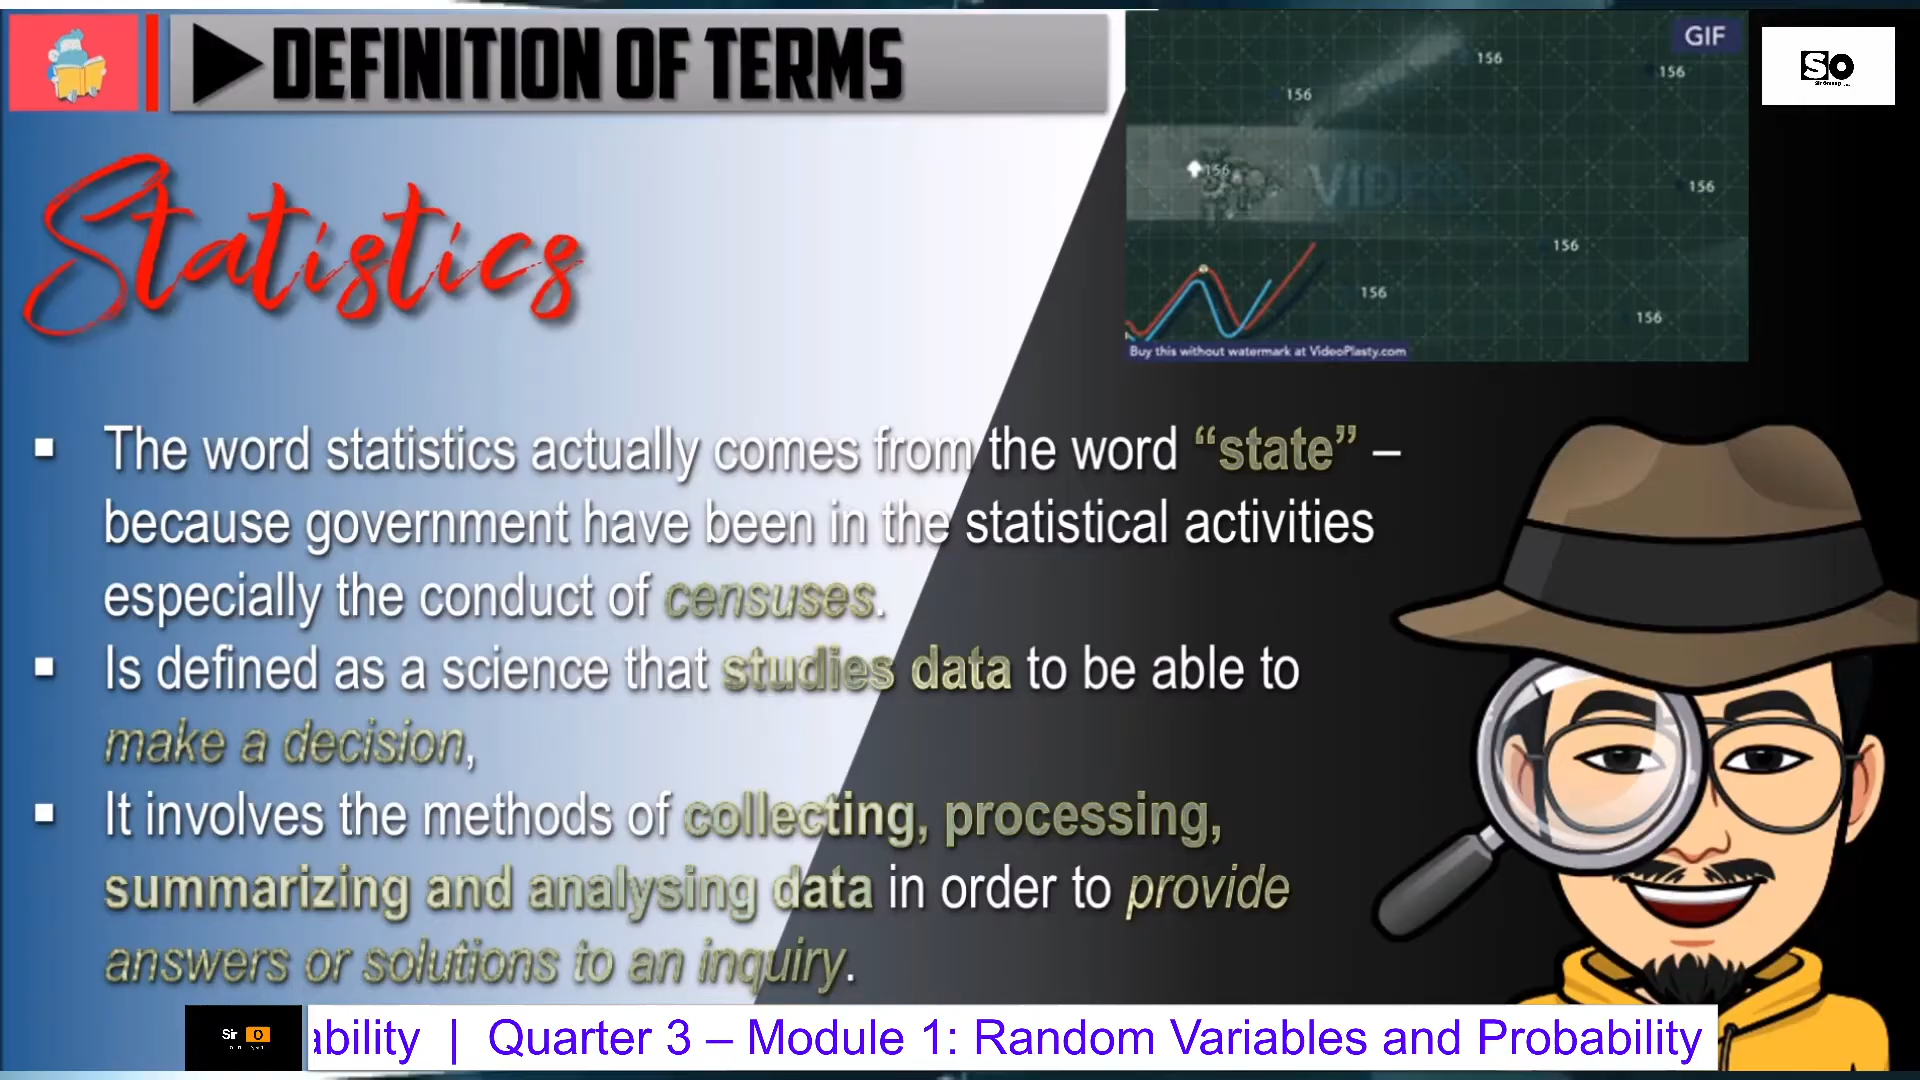 DEFINITION OF TERMS
GIF
SO
156
156
156
156
156
156
156
156
VIDEO
Buy this without watermark at VideoPlasty.com
Statistics
▪ The word statistics actually comes from the word “state” –
because government have been in the statistical activities
especially the conduct of censuses.
▪ Is defined as a science that studies data to be able to
make a decision,
▪ It involves the methods of collecting, processing,
summarizing and analysing data in order to provide
answers or solutions to an inquiry.
Sir O
ability | Quarter 3 – Module 1: Random Variables and Probability